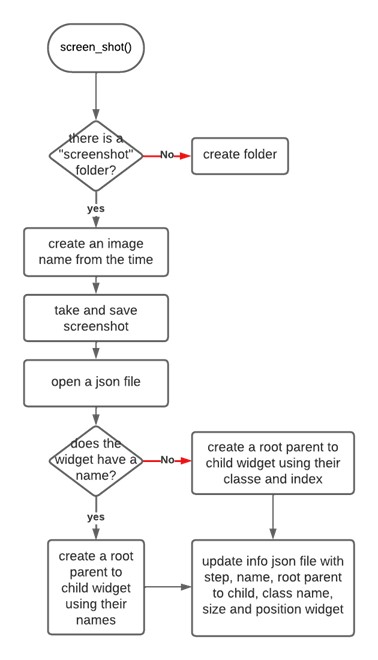 screen_shot()
there is a
"screenshot"
folder?
No
create folder
yes
create an image
name from the time
take and save
screenshot
open a json file
does the
widget have a
name?
No
create a root parent to
child widget using their
classe and index
yes
create a root
parent to
child widget
using their
names
update info json file with
step, name, root parent
to child, class name,
size and position widget